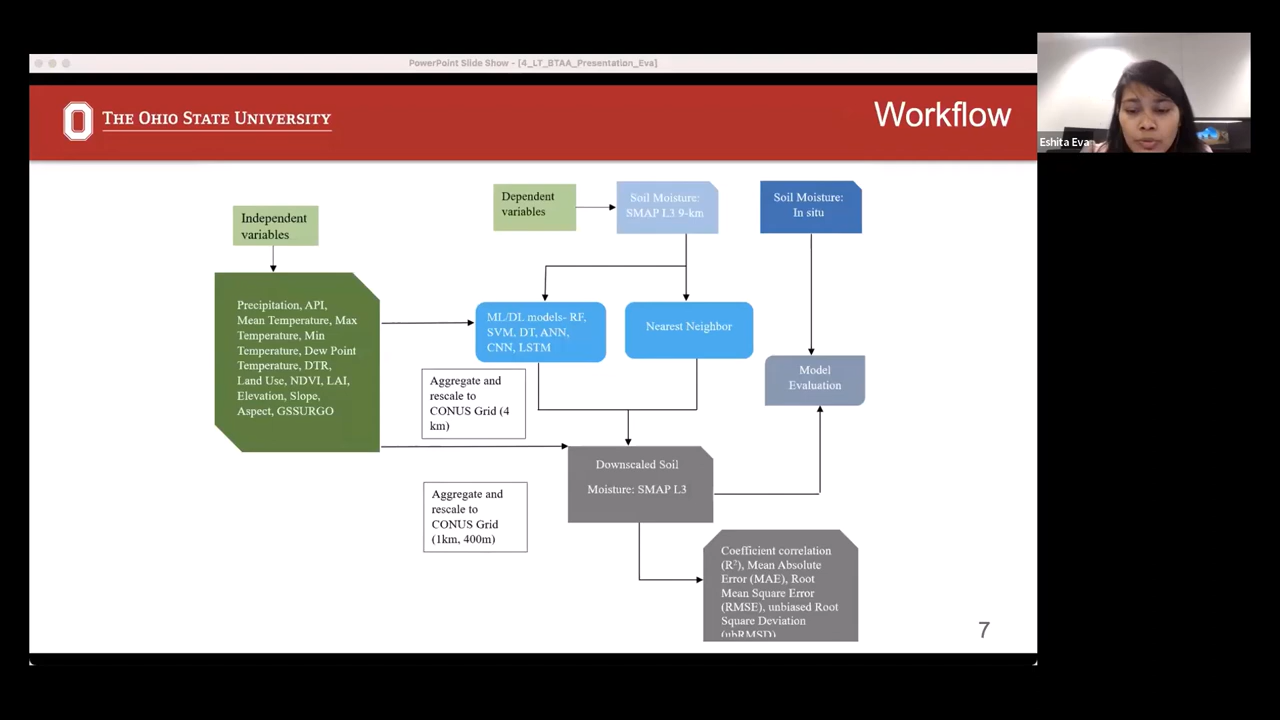 PowerPoint Slide Show - [4_LT_BTAA_Presentation_Eva]
THE OHIO STATE UNIVERSITY
Workflow
Eshita Eva
Independent
variables
Dependent
variables
Soil Moisture:
SMAP L3 9-km
Soil Moisture:
In situ
Precipitation, API,
Mean Temperature, Max
Temperature, Min
Temperature, Dew Point
Temperature, DTR,
Land Use, NDVI, LAI,
Elevation, Slope,
Aspect, GSSURGO
ML/DL models- RF,
SVM, DT, ANN,
CNN, LSTM
Nearest Neighbor
Model
Evaluation
Aggregate and
rescale to
CONUS Grid (4
km)
Downscaled Soil
Moisture: SMAP L3
Aggregate and
rescale to
CONUS Grid
(1km, 400m)
Coefficient correlation
(R²), Mean Absolute
Error (MAE), Root
Mean Square Error
(RMSE), unbiased Root
Square Deviation
(ubRMSD)
7